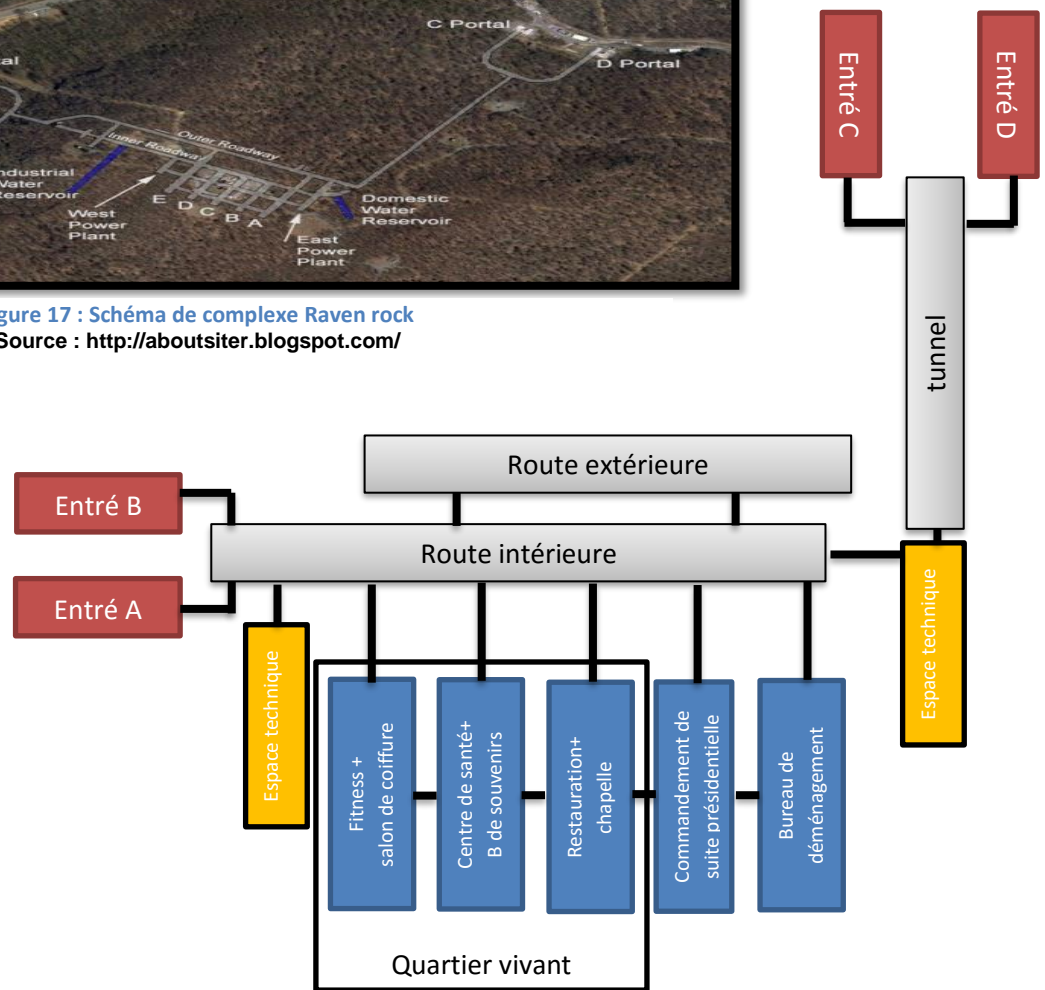 C Portal
D Portal
al
Outer Roadway
Inner Roadway
ndustrial
Water
Reservoir
West
Power
Plant
E D C B A
East
Power
Plant
Domestic
Water
Reservoir
gure 17 : Schéma de complexe Raven rock
Source : http://aboutsiter.blogspot.com/
Entré C
Entré D
tunnel
Route extérieure
Entré B
Route intérieure
Entré A
Espace technique
Espace technique
Fitness +
salon de coiffure
Centre de santé+
B de souvenirs
Restauration+
chapelle
Commandement de
suite présidentielle
Bureau de
déménagement
Quartier vivant